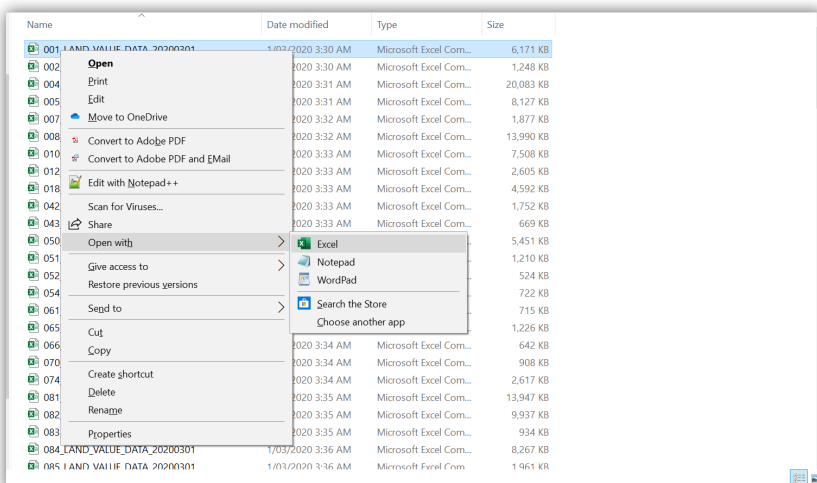 Name Date modified Type Size
001_LAND_VALUE_DATA_20200301 1/03/2020 3:30 AM Microsoft Excel Com... 6,171 KB
002 2020 3:30 AM Microsoft Excel Com... 1,248 KB
Open
004 2020 3:31 AM Microsoft Excel Com... 20,083 KB
Print
005 2020 3:31 AM Microsoft Excel Com... 8,127 KB
Edit
007 2020 3:32 AM Microsoft Excel Com... 1,877 KB
Move to OneDrive
008 2020 3:32 AM Microsoft Excel Com... 13,990 KB
Convert to Adobe PDF
010 2020 3:33 AM Microsoft Excel Com... 7,508 KB
Convert to Adobe PDF and EMail
012 2020 3:33 AM Microsoft Excel Com... 2,605 KB
Edit with Notepad++
018 2020 3:33 AM Microsoft Excel Com... 4,592 KB
042 2020 3:33 AM Microsoft Excel Com... 1,752 KB
Scan for Viruses...
043 2020 3:33 AM Microsoft Excel Com... 669 KB
Share
050 5,451 KB
Open with
Excel
051 1,210 KB
Notepad
052 524 KB
Give access to
WordPad
054 722 KB
Restore previous versions
061 715 KB
Send to
Search the Store
065 1,226 KB
Choose another app
066 2020 3:34 AM Microsoft Excel Com... 642 KB
Cut
070 2020 3:34 AM Microsoft Excel Com... 908 KB
Copy
074 2020 3:34 AM Microsoft Excel Com... 2,617 KB
Create shortcut
081 2020 3:35 AM Microsoft Excel Com... 13,947 KB
Delete
082 2020 3:35 AM Microsoft Excel Com... 9,937 KB
Rename
083 2020 3:35 AM Microsoft Excel Com... 934 KB
Properties
084_LAND_VALUE_DATA_20200301 1/03/2020 3:36 AM Microsoft Excel Com... 8,267 KB
085_LAND_VALUE_DATA_20200301 1/03/2020 3:36 AM Microsoft Excel Com 1,961 KB